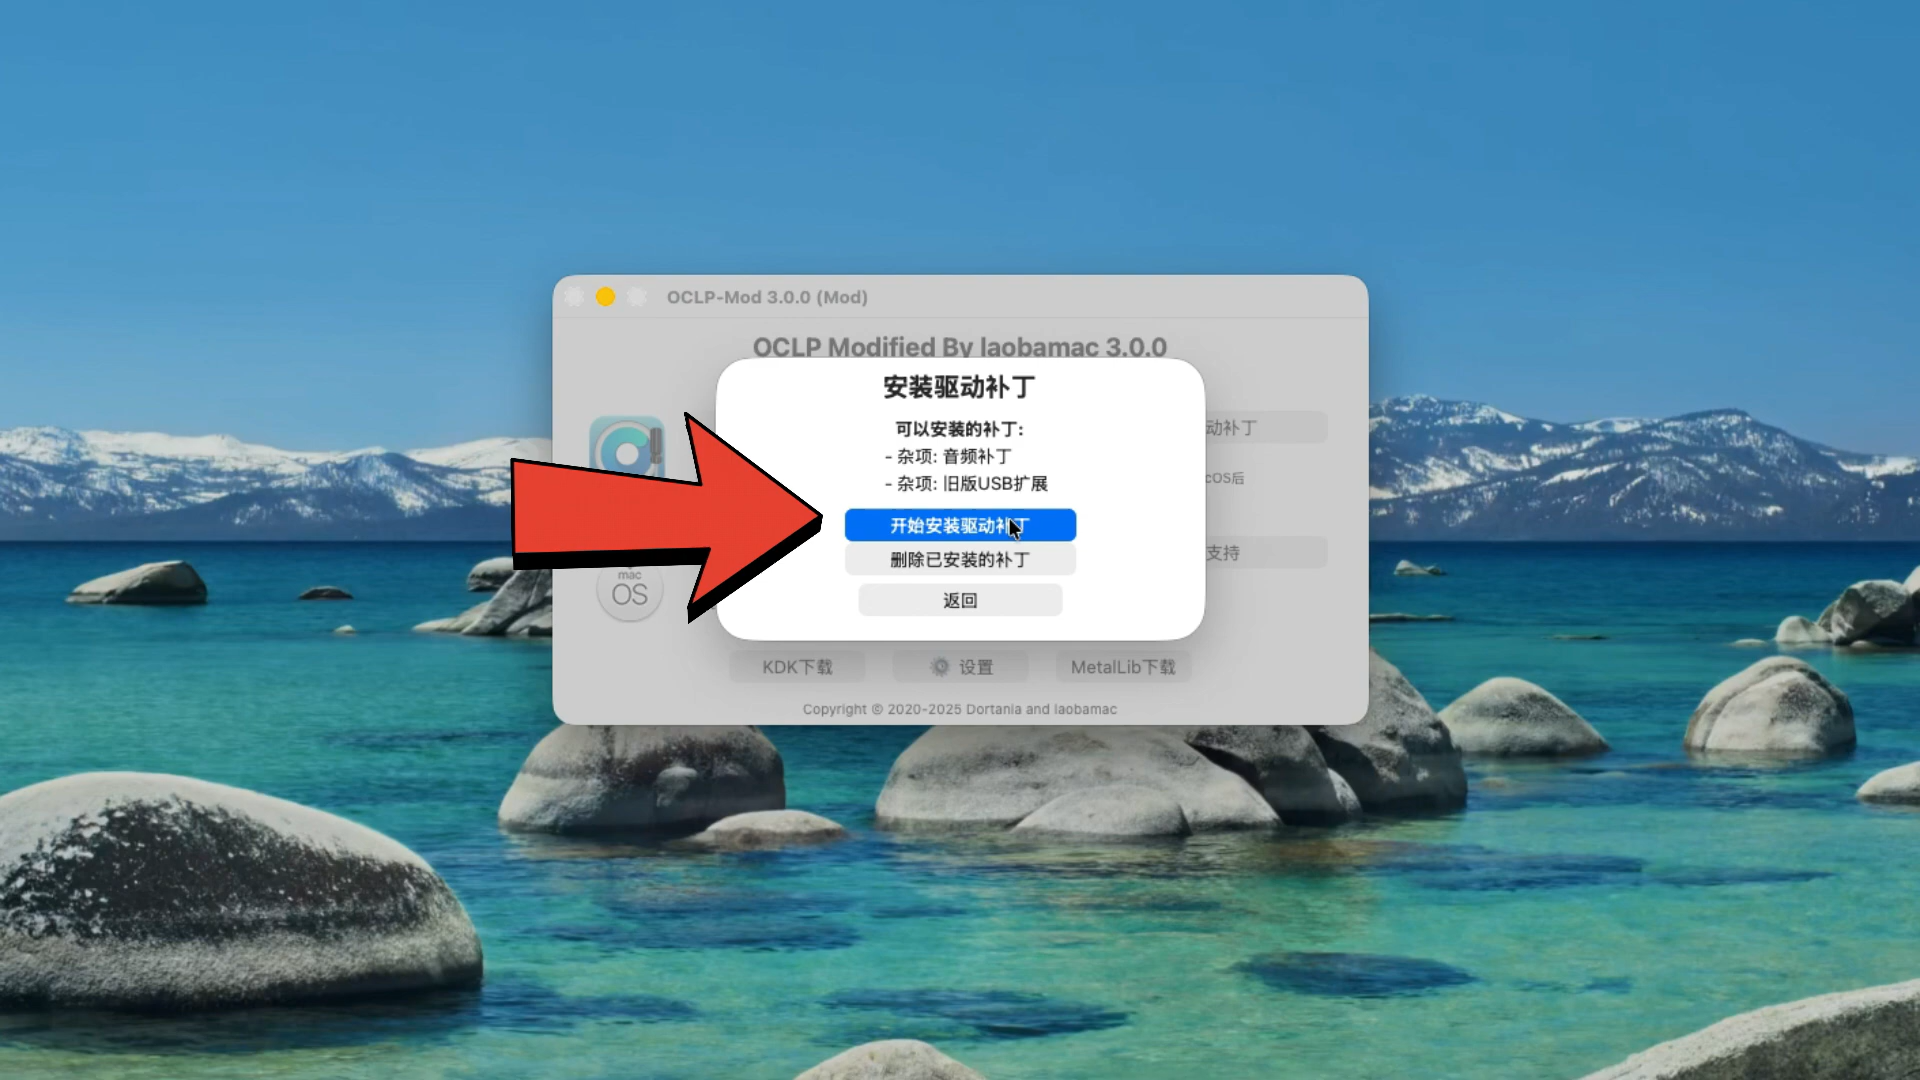 OCLP-Mod 3.0.0 (Mod)
OCLP Modified By laobamac 3.0.0
安装驱动补丁
可以安装的补丁:
- 杂项: 音频补丁
- 杂项: 旧版USB扩展
开始安装驱动补丁
删除已安装的补丁
返回
动补丁
cOS后
支持
mac
OS
KDK下载
设置
MetalLib下载
Copyright © 2020-2025 Dortania and laobamac